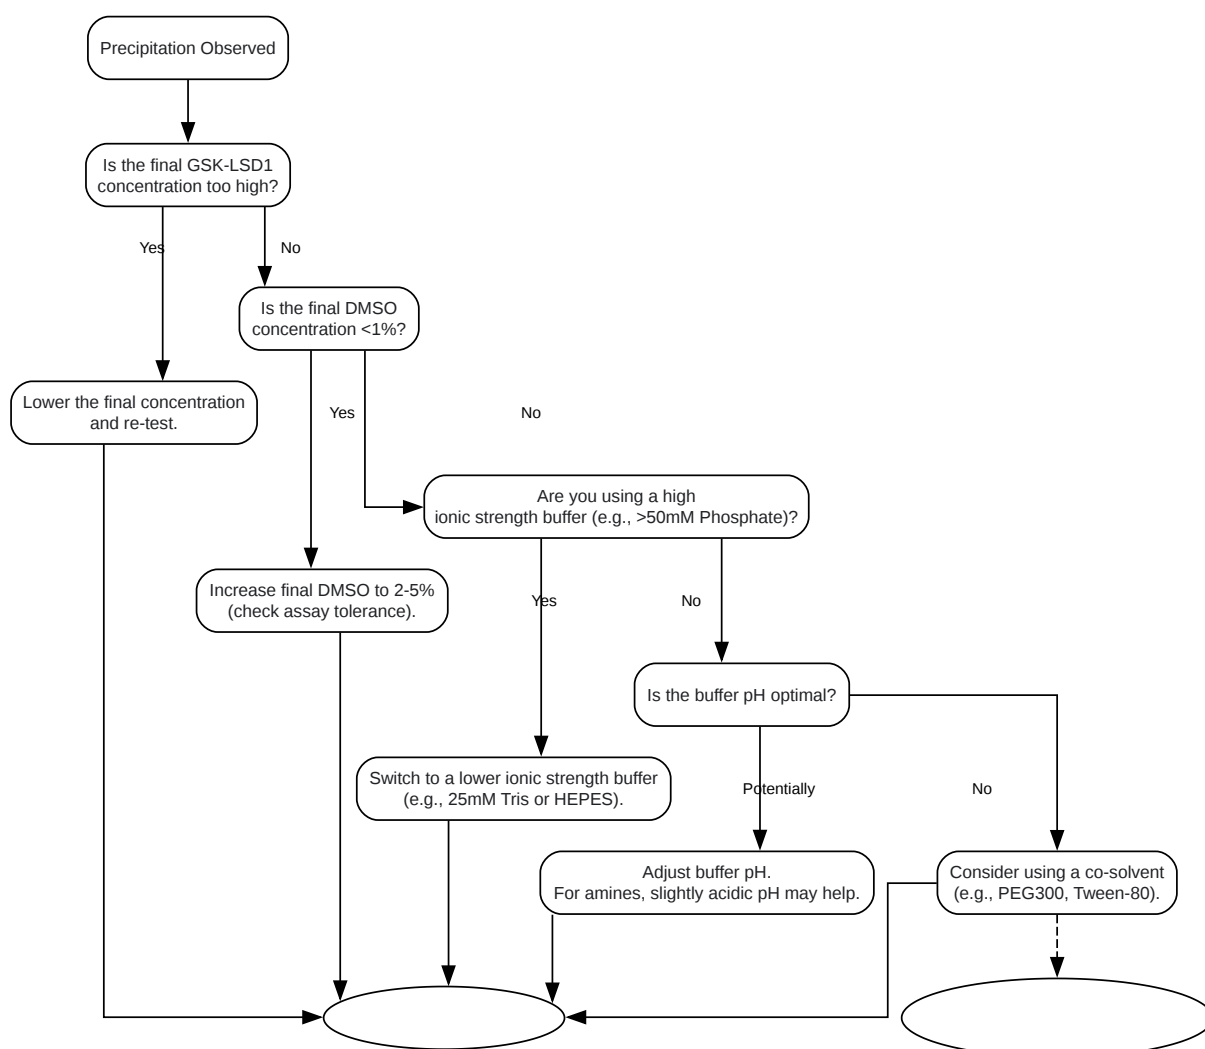 Precipitation Observed
Is the final GSK-LSD1
concentration too high?
Yes
No
Is the final DMSO
concentration <1%?
Lower the final concentration
and re-test.
Yes
No
Are you using a high
ionic strength buffer (e.g., >50mM Phosphate)?
Increase final DMSO to 2-5%
(check assay tolerance).
Yes
No
Is the buffer pH optimal?
Switch to a lower ionic strength buffer
(e.g., 25mM Tris or HEPES).
Potentially
No
Adjust buffer pH.
For amines, slightly acidic pH may help.
Consider using a co-solvent
(e.g., PEG300, Tween-80).